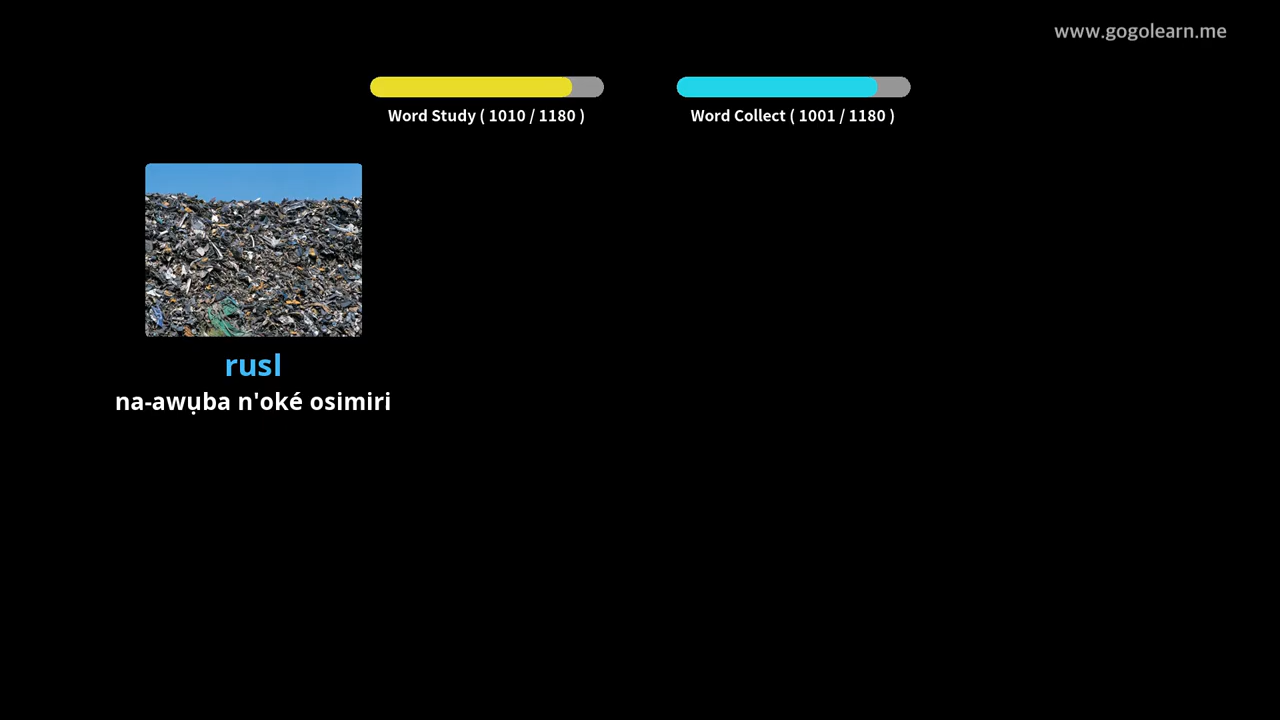 www.gogolearn.me
Word Study ( 1010 / 1180 )
Word Collect ( 1001 / 1180 )
rusl
na-awụba n'oké osimiri